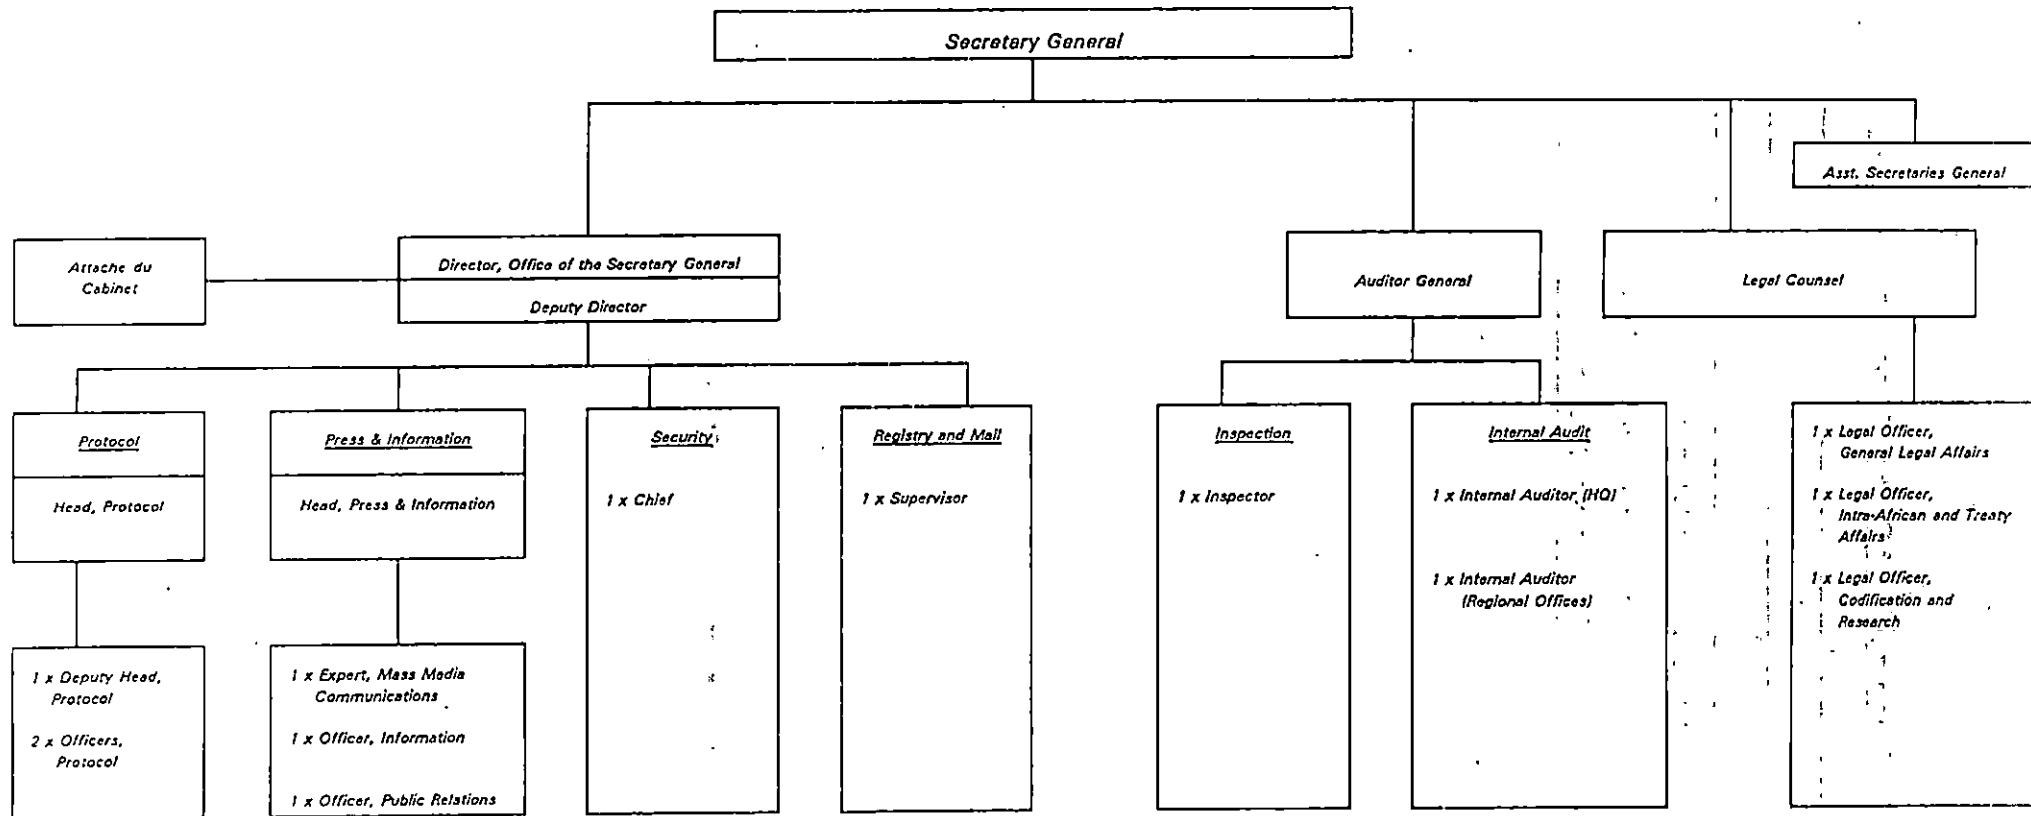 Secretary General
Asst. Secretaries General
Attache du
Cabinet
Director, Office of the Secretary General
Deputy Director
Auditor General
Legal Counsel
Protocol
Head, Protocol
1 x Deputy Head,
Protocol
2 x Officers,
Protocol
Press & Information
Head, Press & Information
1 x Expert, Mass Media
Communications
1 x Officer, Information
1 x Officer, Public Relations
Security
1 x Chief
Registry and Mail
1 x Supervisor
Inspection
1 x Inspector
Internal Audit
1 x Internal Auditor (HQ)
1 x Internal Auditor
(Regional Offices)
1 x Legal Officer,
General Legal Affairs
1 x Legal Officer,
Intra-African and Treaty
Affairs
1 x Legal Officer,
Codification and
Research